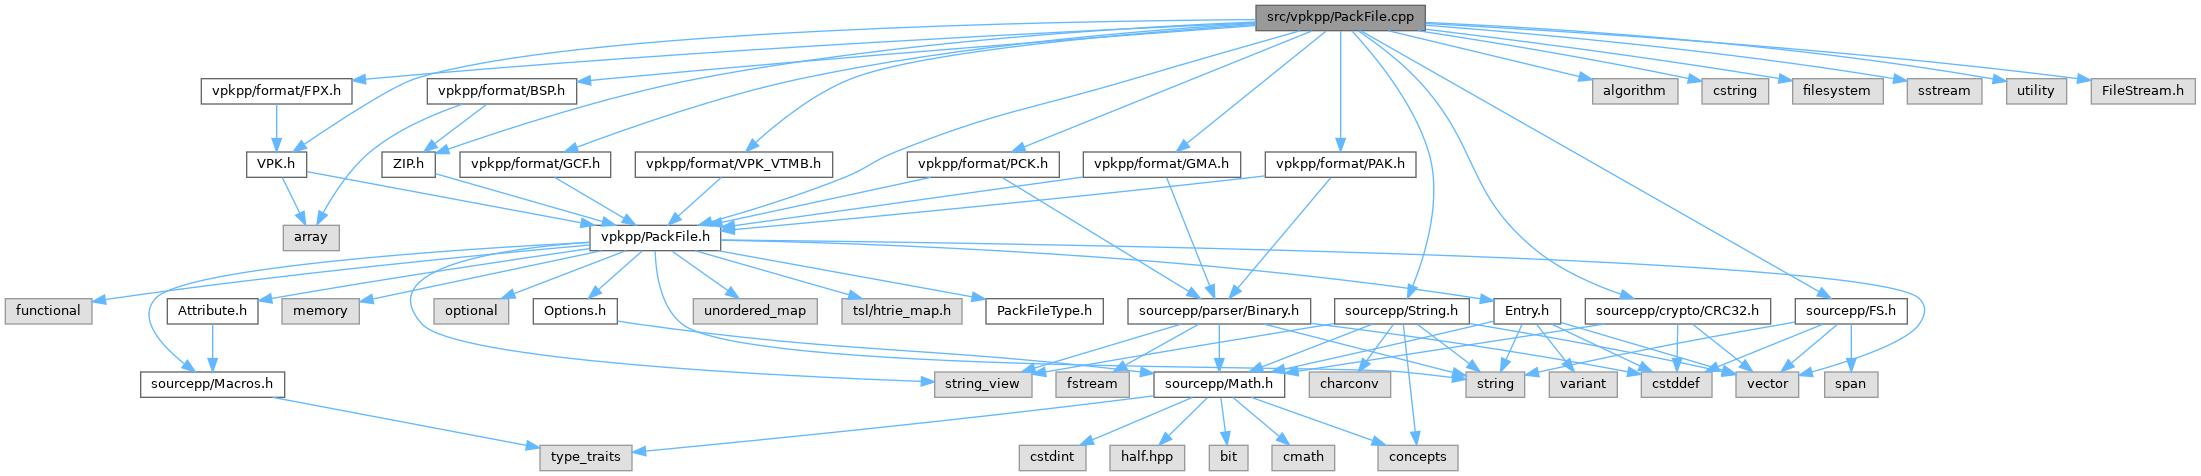 src/vpkpp/PackFile.cpp
vpkpp/format/FPX.h
vpkpp/format/BSP.h
algorithm
cstring
filesystem
sstream
utility
FileStream.h
VPK.h
ZIP.h
vpkpp/format/GCF.h
vpkpp/format/VPK_VTMB.h
vpkpp/format/PCK.h
vpkpp/format/GMA.h
vpkpp/format/PAK.h
array
vpkpp/PackFile.h
functional
Attribute.h
memory
optional
Options.h
unordered_map
tsl/htrie_map.h
PackFileType.h
sourcepp/parser/Binary.h
sourcepp/String.h
Entry.h
sourcepp/crypto/CRC32.h
sourcepp/FS.h
sourcepp/Macros.h
string_view
fstream
sourcepp/Math.h
charconv
string
variant
cstddef
vector
span
type_traits
cstdint
half.hpp
bit
cmath
concepts